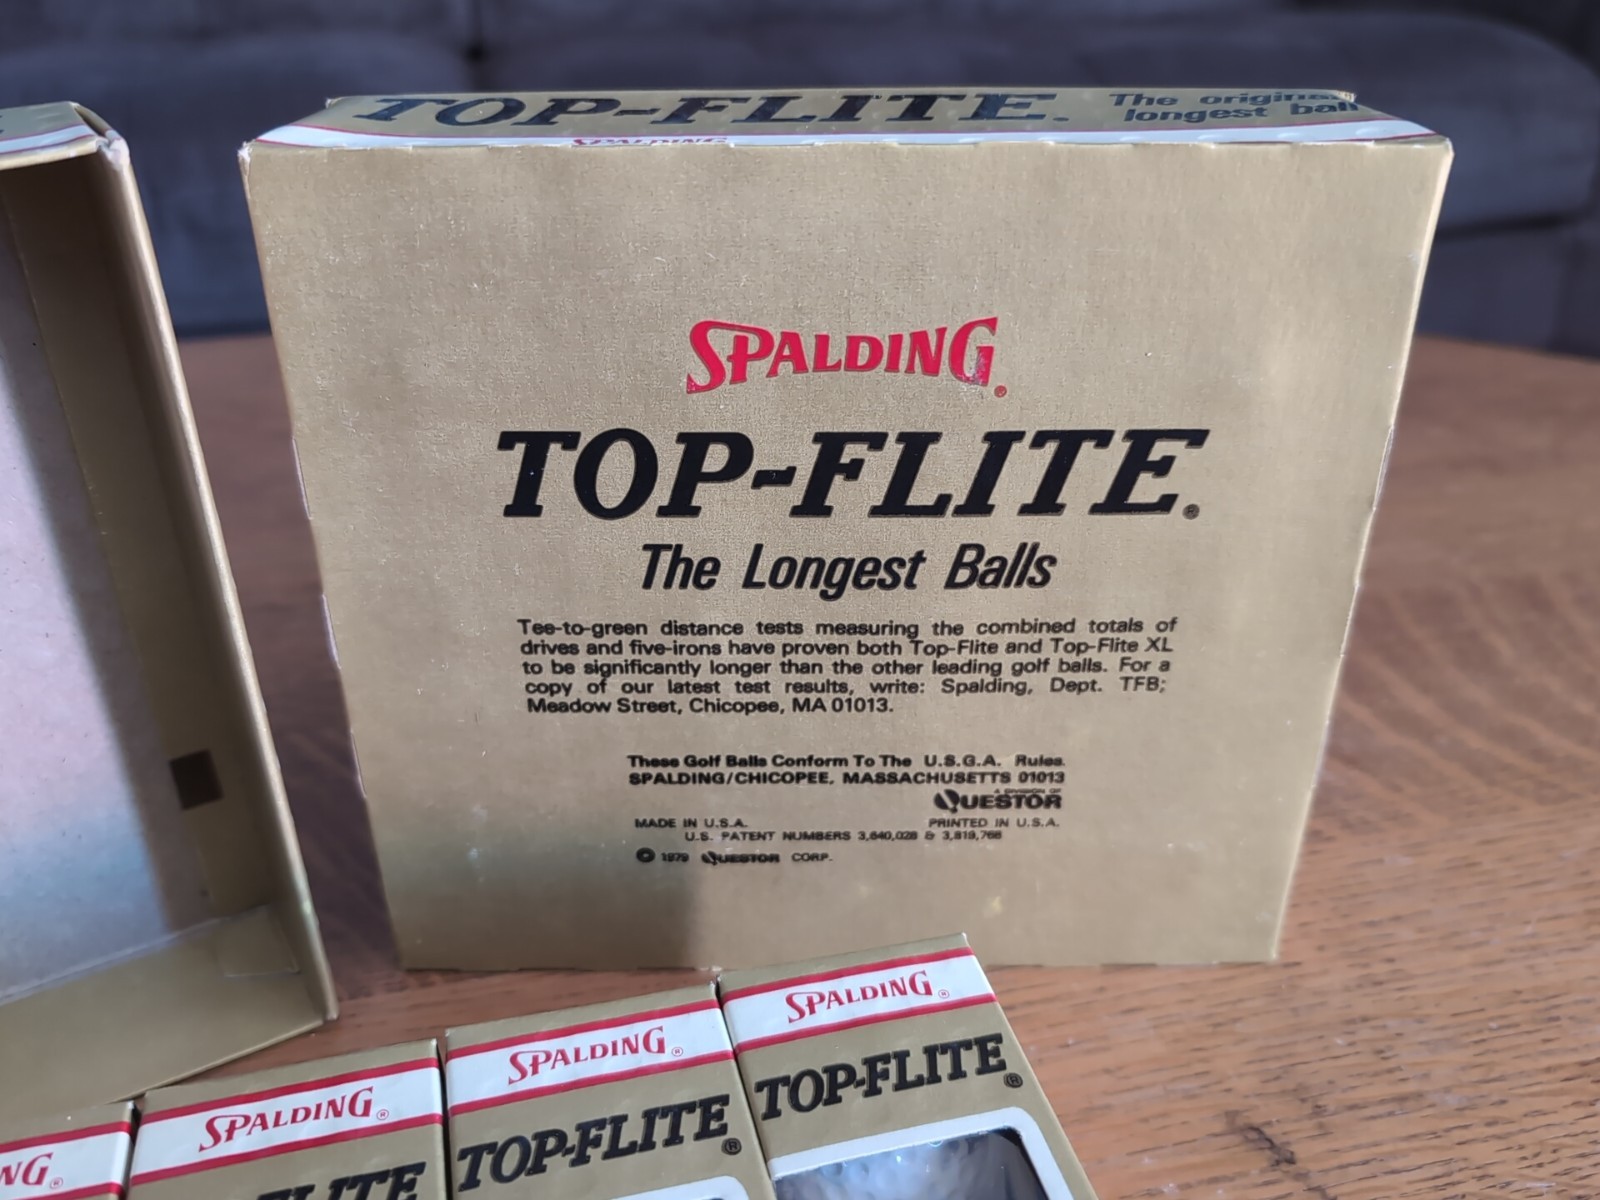 TOP-FLITE. The original
longest ball
SPALDING
SPALDING®
TOP-FLITE®
The Longest Balls
Tee-to-green distance tests measuring the combined totals of
drives and five-irons have proven both Top-Flite and Top-Flite XL
to be significantly longer than the other leading golf balls. For a
copy of our latest test results, write: Spalding, Dept. TFB;
Meadow Street, Chicopee, MA 01013.
These Golf Balls Conform To The U.S.G.A. Rules.
SPALDING/CHICOPEE, MASSACHUSETTS 01013
A DIVISION OF
QUESTOR
MADE IN U.S.A. PRINTED IN U.S.A.
U.S. PATENT NUMBERS 3,640,028 & 3,819,768
© 1979 QUESTOR CORP.
SPALDING®
TOP-FLITE®
SPALDING®
TOP-FLITE®
SPALDING®
FLITE
NG®